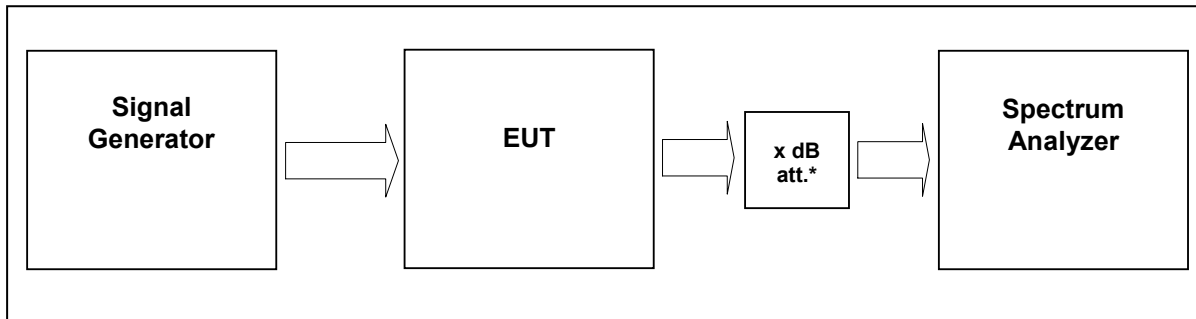 Signal
Generator
EUT
x dB
att.*
Spectrum
Analyzer